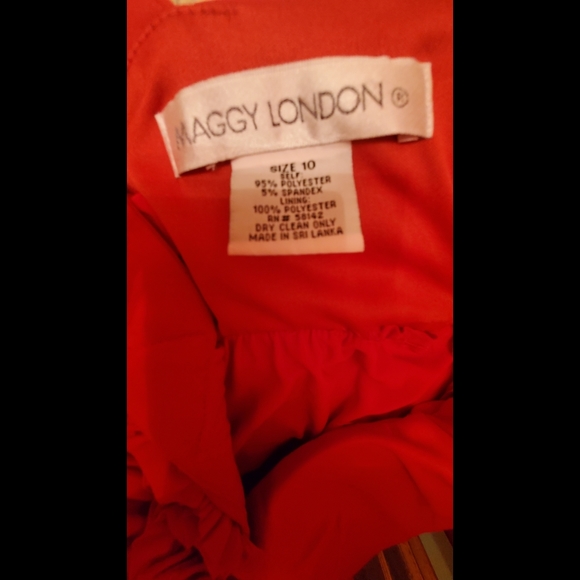 MAGGY LONDON ®
SIZE 10
SELF:
95% POLYESTER
5% SPANDEX
LINING:
100% POLYESTER
RN# 58142
DRY CLEAN ONLY
MADE IN SRI LANKA